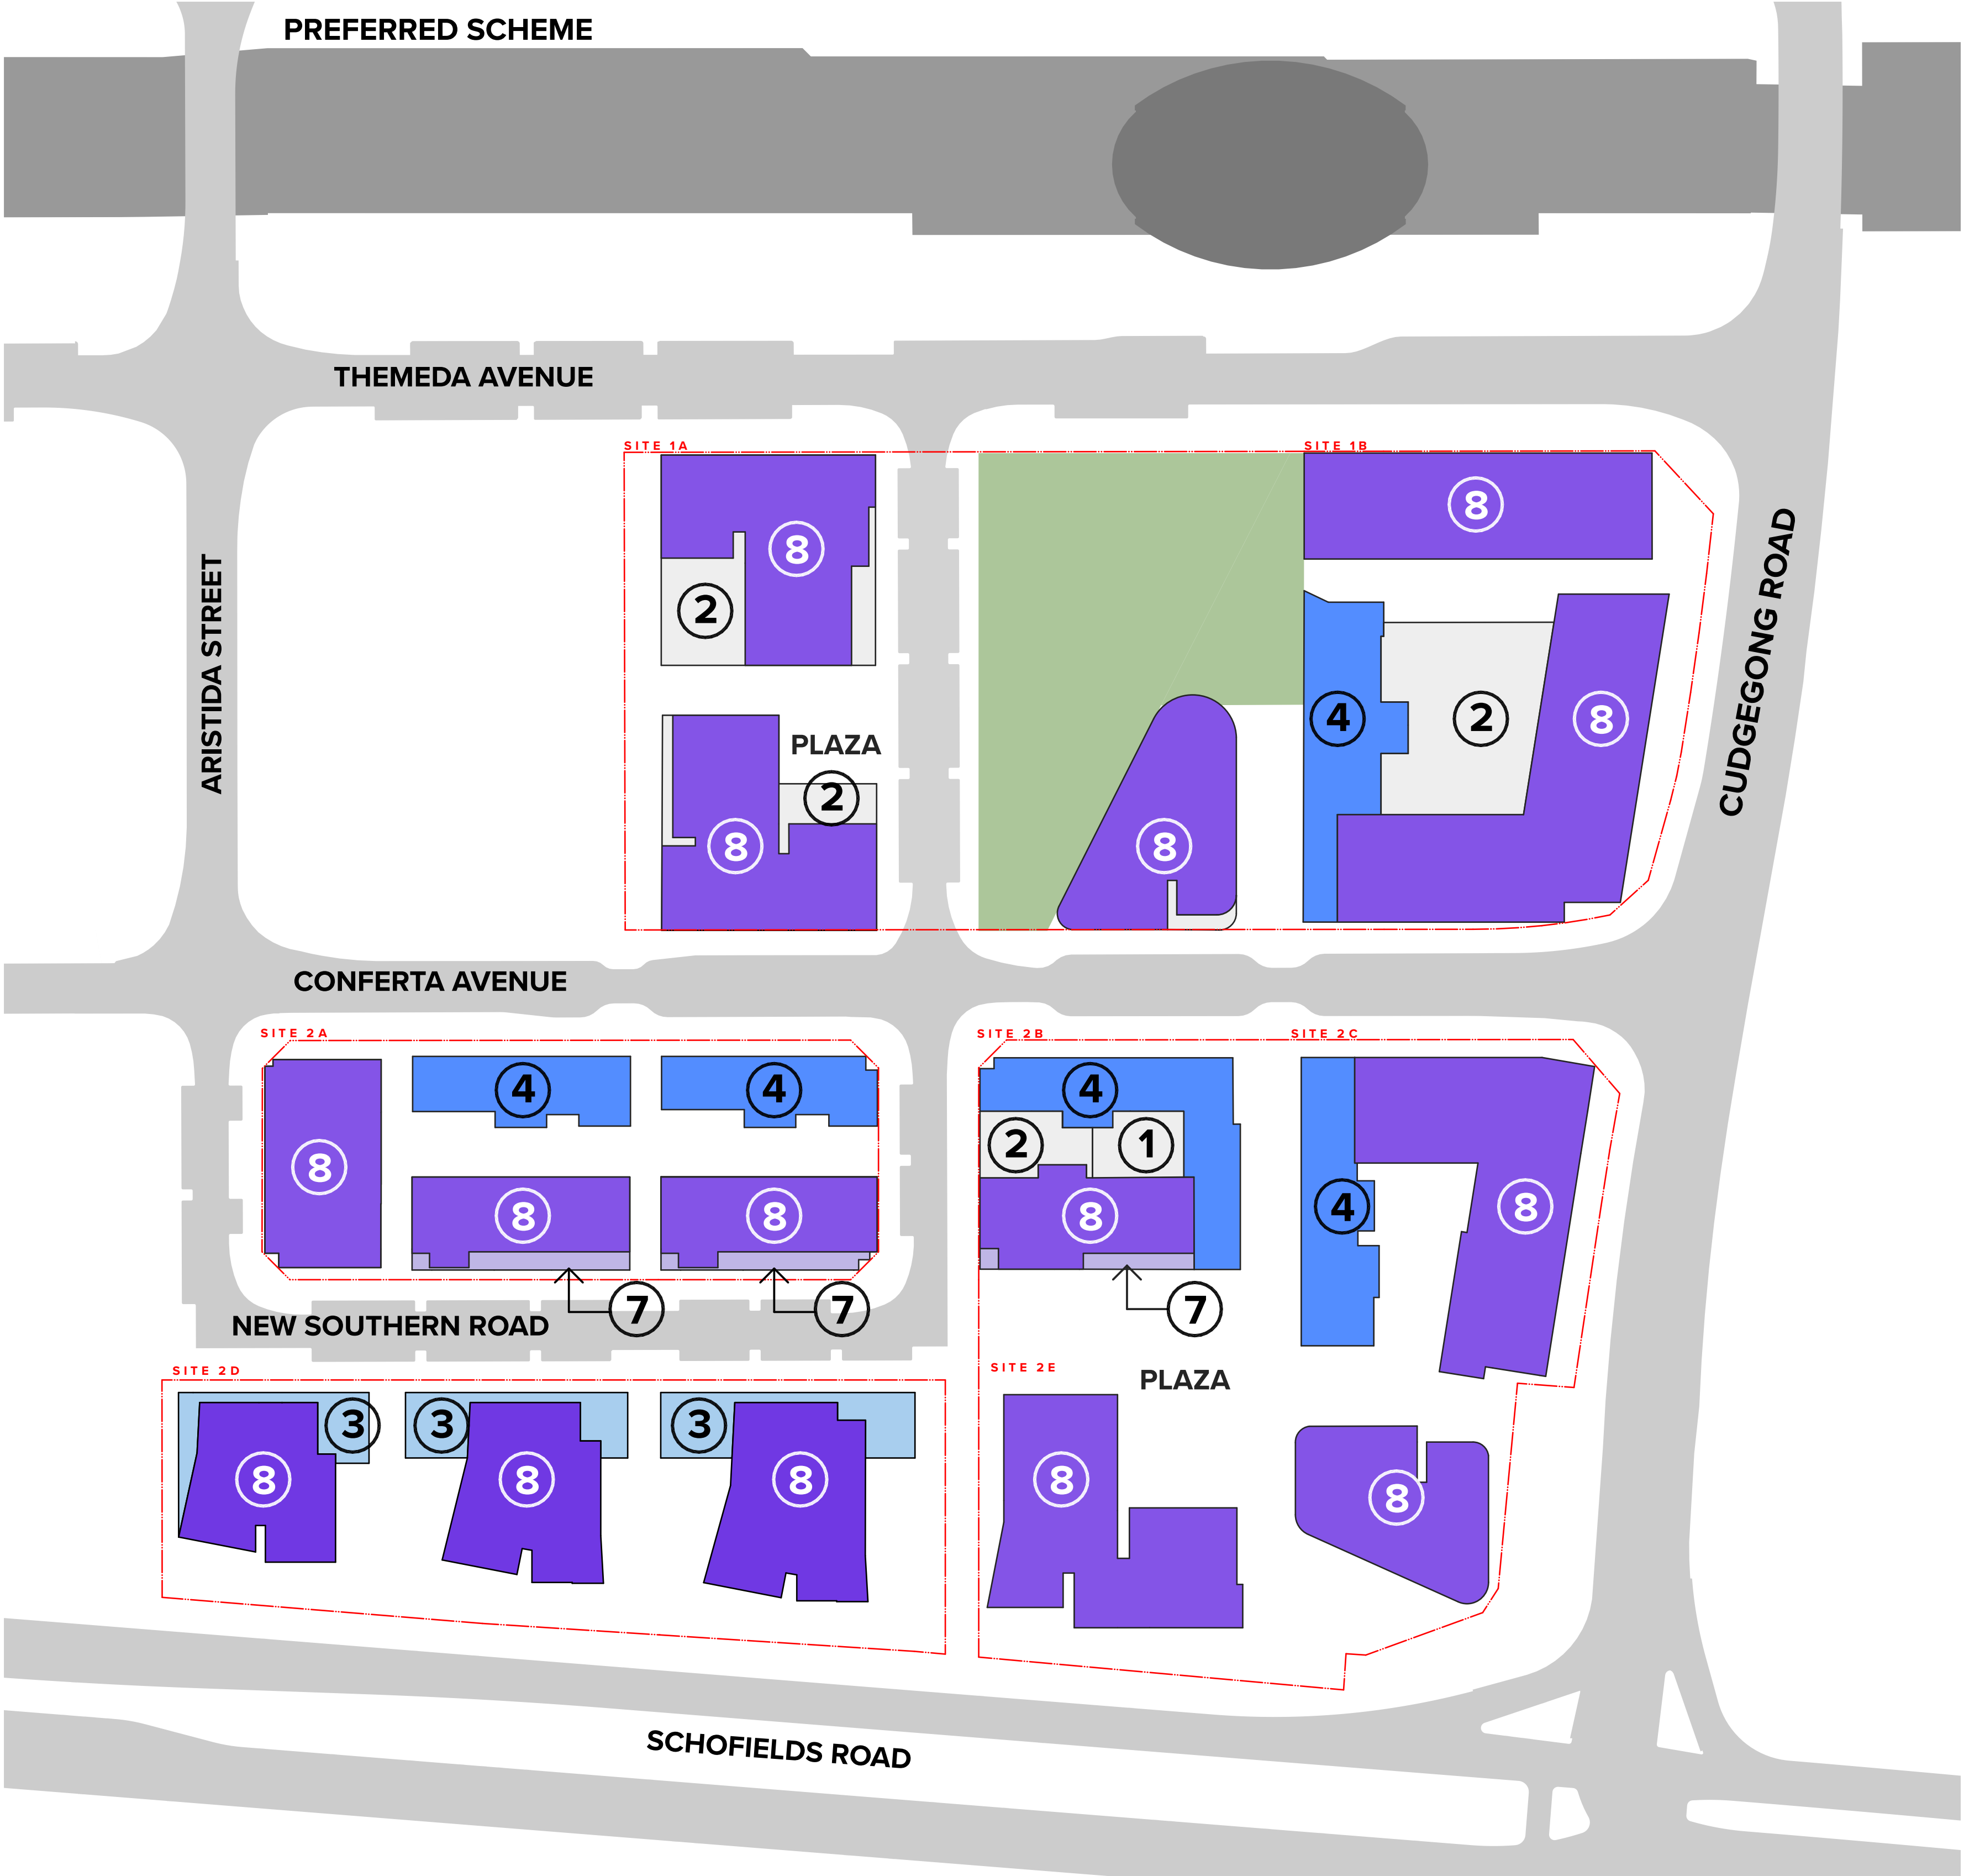 PREFERRED SCHEME
THEMEDA AVENUE
SITE 1A
SITE 1B
8
8
2
ARISTIDA STREET
CUDGEGONG ROAD
4
2
8
PLAZA
2
8
8
CONFERTA AVENUE
SITE 2A
SITE 2B
SITE 2C
4
4
4
2
1
8
8
8
8
4
8
7
7
7
NEW SOUTHERN ROAD
SITE 2D
SITE 2E
PLAZA
3
3
3
8
8
8
8
8
SCHOFIELDS ROAD